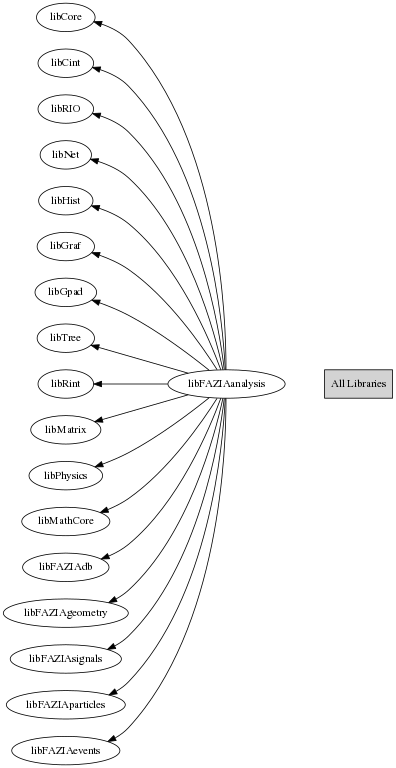 libCore
libCint
libRIO
libNet
libHist
libGraf
libGpad
libTree
libRint
libFAZIAanalysis
All Libraries
libMatrix
libPhysics
libMathCore
libFAZIAdb
libFAZIAgeometry
libFAZIAsignals
libFAZIAparticles
libFAZIAevents